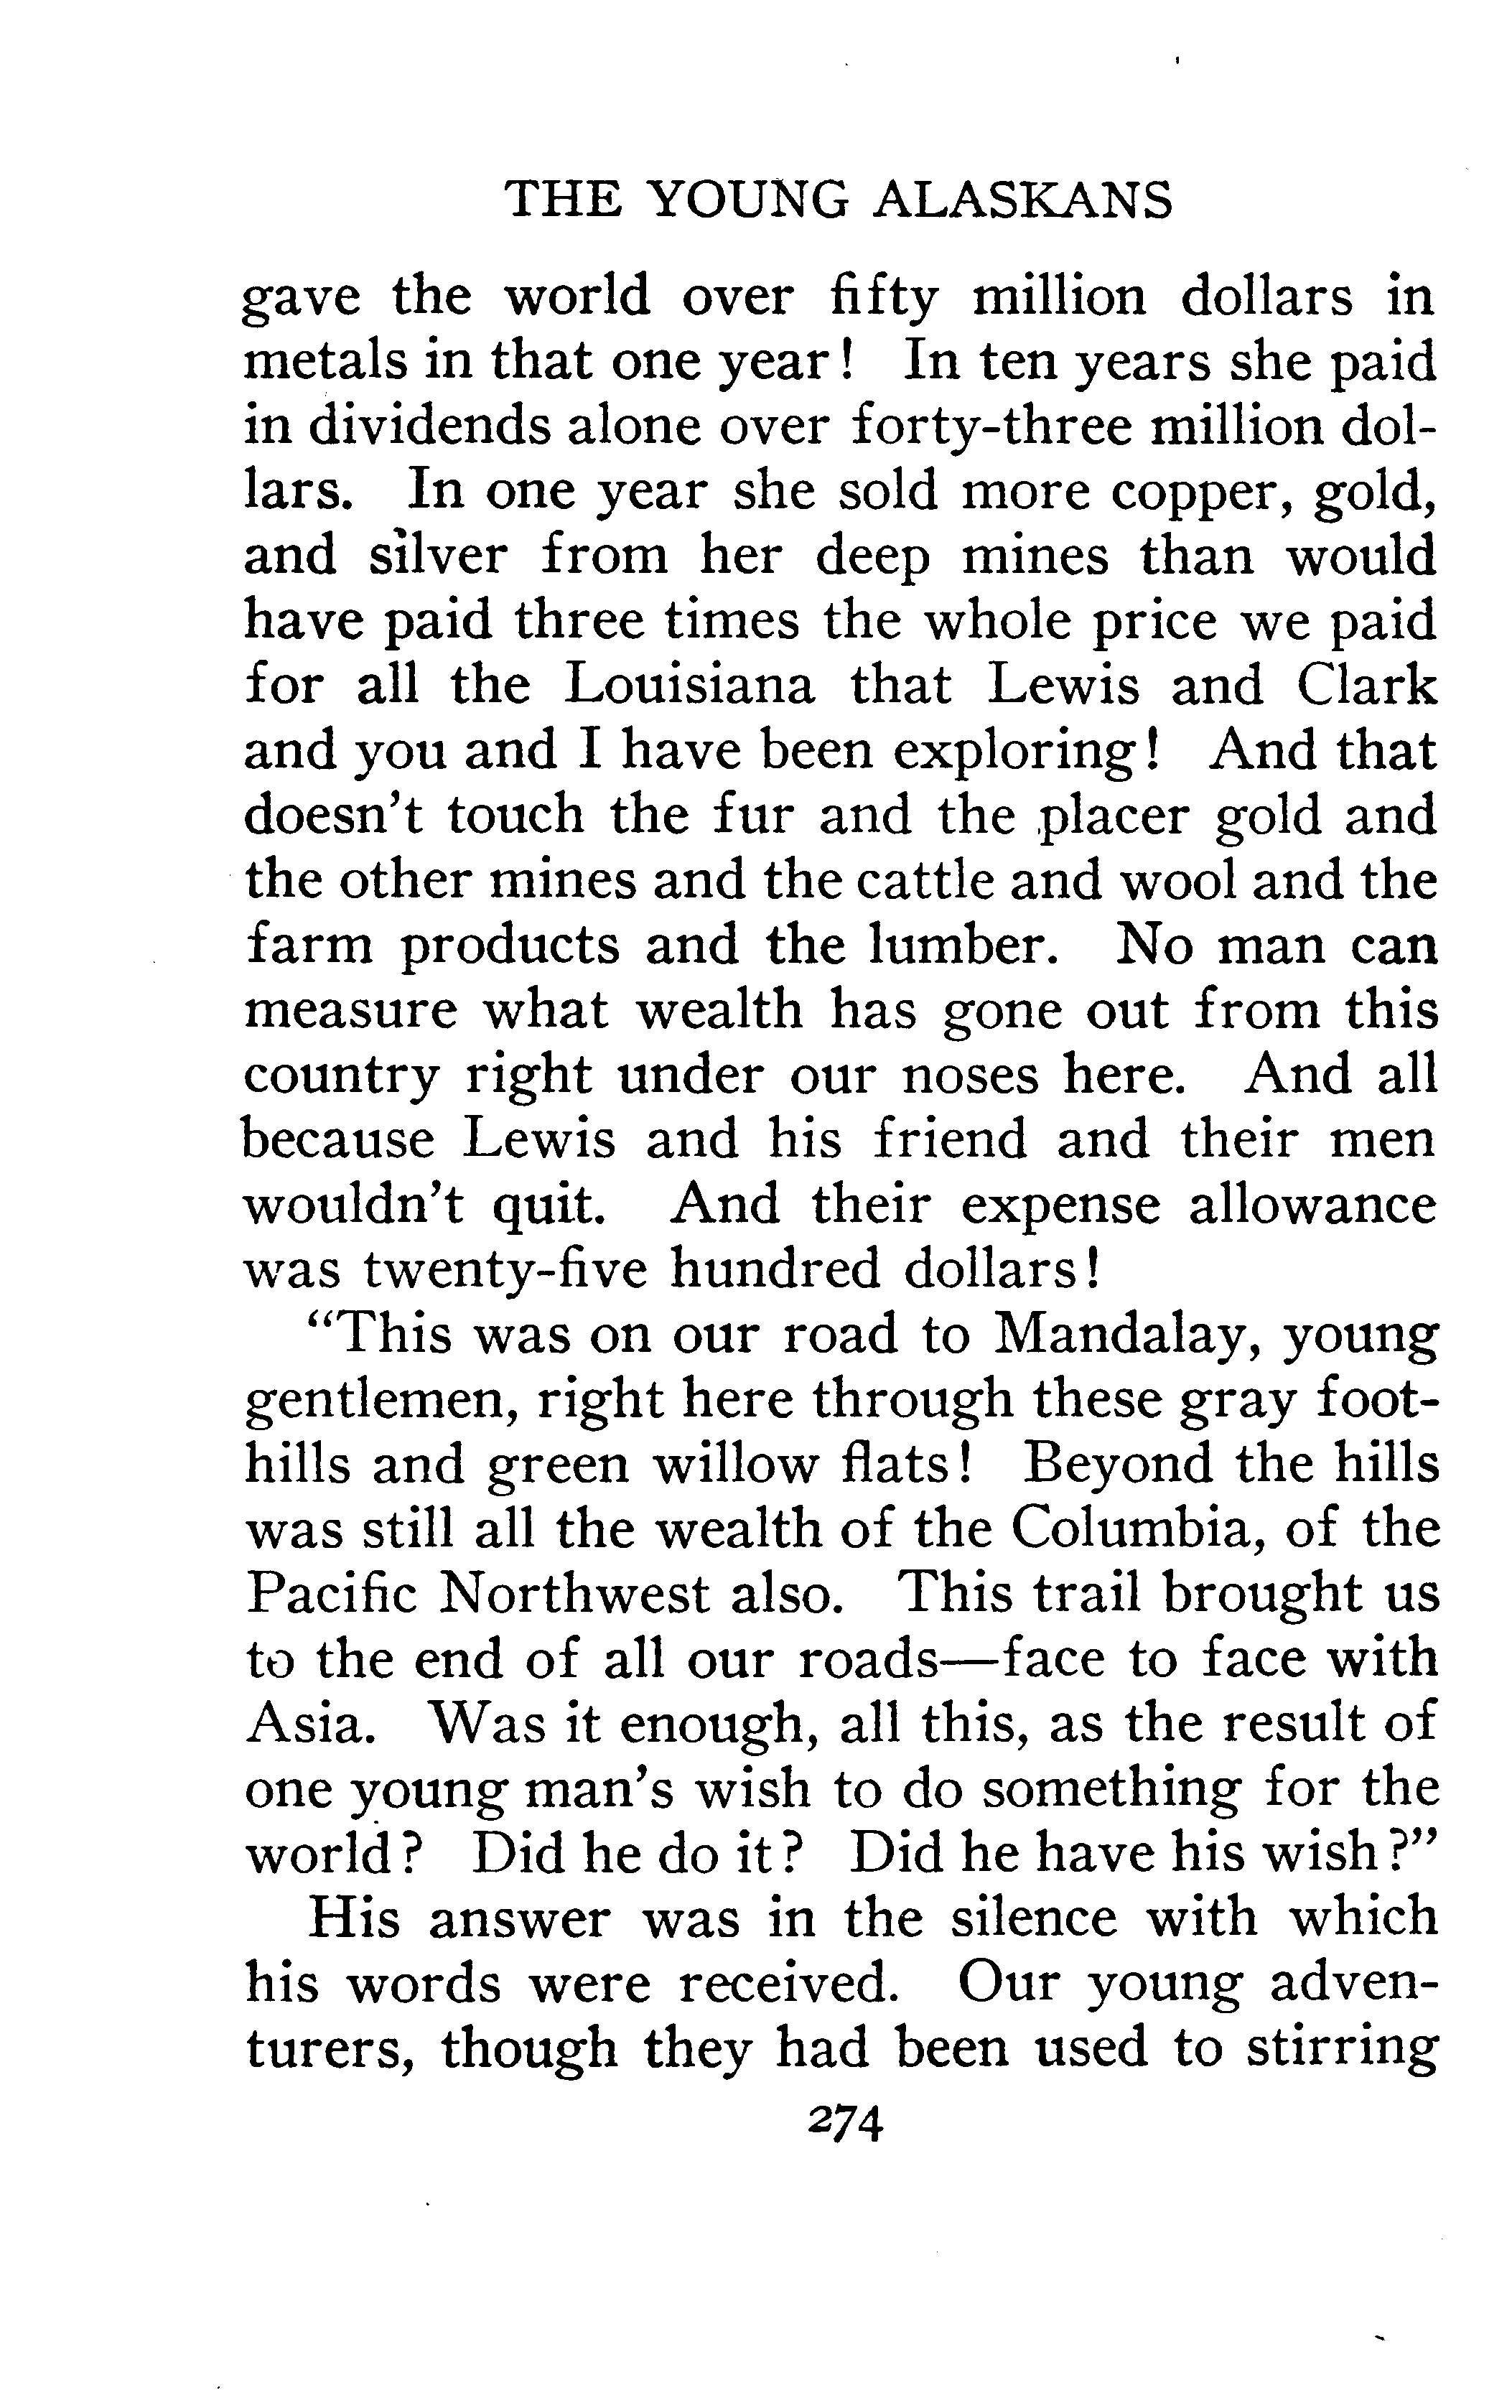 THE YOUNG ALASKANS
gave the world over fifty million dollars in
metals in that one year! In ten years she paid
in dividends alone over forty-three million dol-
lars. In one year she sold more copper, gold,
and silver from her deep mines than would
have paid three times the whole price we paid
for all the Louisiana that Lewis and Clark
and you and I have been exploring! And that
doesn't touch the fur and the placer gold and
the other mines and the cattle and wool and the
farm products and the lumber. No man can
measure what wealth has gone out from this
country right under our noses here. And all
because Lewis and his friend and their men
wouldn't quit. And their expense allowance
was twenty-five hundred dollars!
"This was on our road to Mandalay, young
gentlemen, right here through these gray foot-
hills and green willow flats! Beyond the hills
was still all the wealth of the Columbia, of the
Pacific Northwest also. This trail brought us
to the end of all our roads—face to face with
Asia. Was it enough, all this, as the result of
one young man's wish to do something for the
world? Did he do it? Did he have his wish?"
His answer was in the silence with which
his words were received. Our young adven-
turers, though they had been used to stirring
274